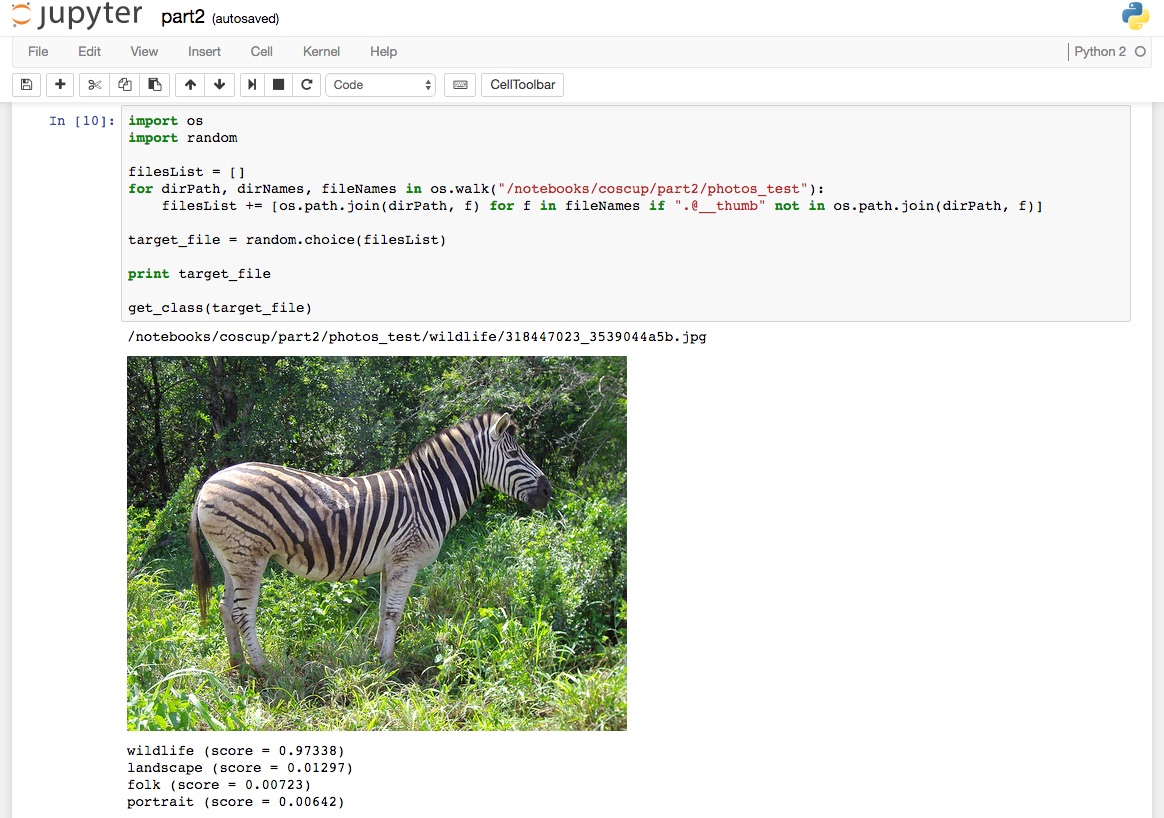 jupyter part2 (autosaved)
File Edit View Insert Cell Kernel Help Python 2
Code CellToolbar
In [10]: import os
import random
filesList = []
for dirPath, dirNames, fileNames in os.walk("/notebooks/coscup/part2/photos_test"):
    filesList += [os.path.join(dirPath, f) for f in fileNames if ".@__thumb" not in os.path.join(dirPath, f)]
target_file = random.choice(filesList)
print target_file
get_class(target_file)
/notebooks/coscup/part2/photos_test/wildlife/318447023_3539044a5b.jpg
wildlife (score = 0.97338)
landscape (score = 0.01297)
folk (score = 0.00723)
portrait (score = 0.00642)